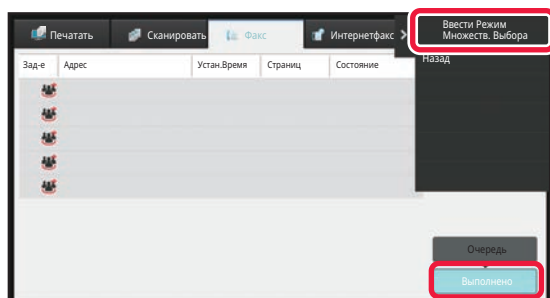 Печатать
Сканировать
Факс
Интернетфакс
Ввести Режим
Множеств. Выбора
Зад-е Адрес Устан.Время Страниц Состояние
Назад
Очередь
Выполнено